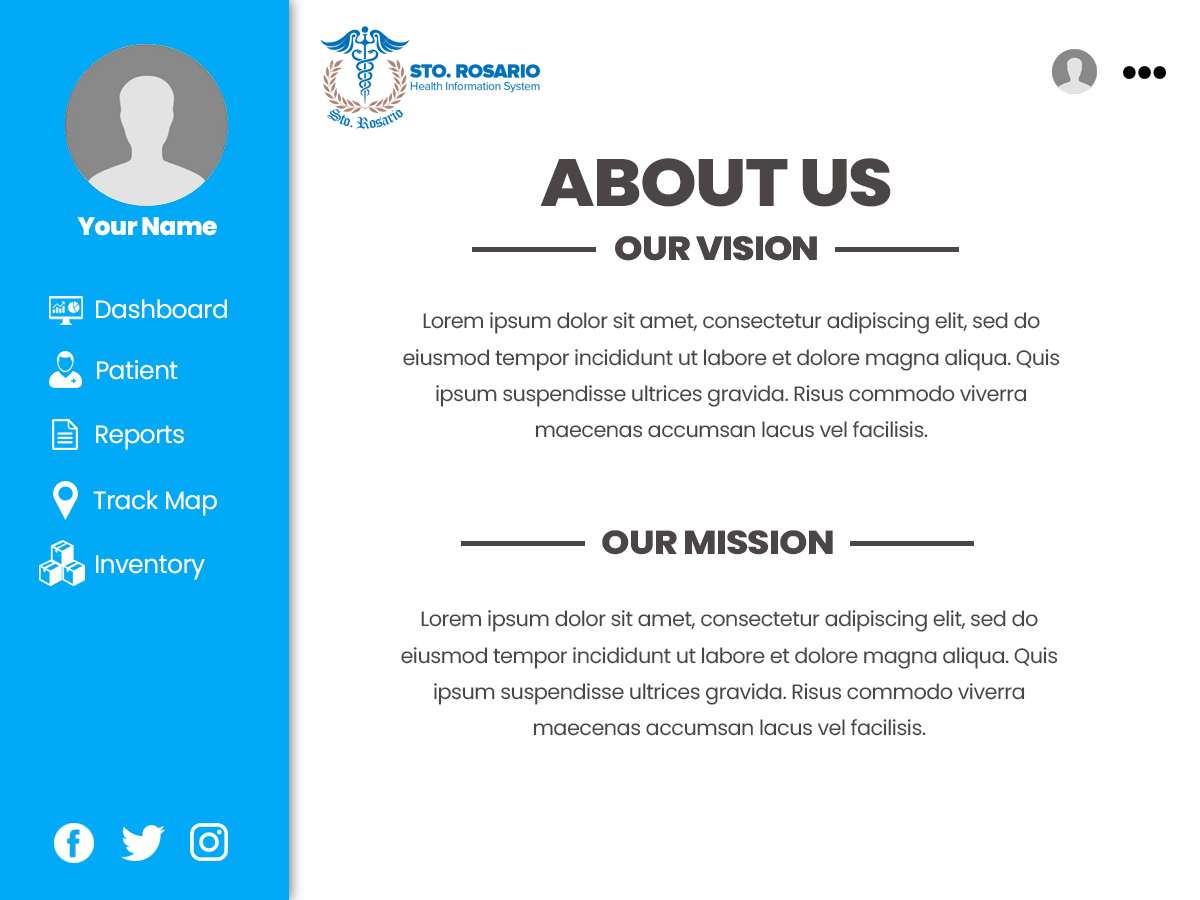 Your Name
Dashboard
Patient
Reports
Track Map
Inventory
STO. ROSARIO
Health Information System
Sto. Rosario
ABOUT US
OUR VISION
Lorem ipsum dolor sit amet, consectetur adipiscing elit, sed do
eiusmod tempor incididunt ut labore et dolore magna aliqua. Quis
ipsum suspendisse ultrices gravida. Risus commodo viverra
maecenas accumsan lacus vel facilisis.
OUR MISSION
Lorem ipsum dolor sit amet, consectetur adipiscing elit, sed do
eiusmod tempor incididunt ut labore et dolore magna aliqua. Quis
ipsum suspendisse ultrices gravida. Risus commodo viverra
maecenas accumsan lacus vel facilisis.